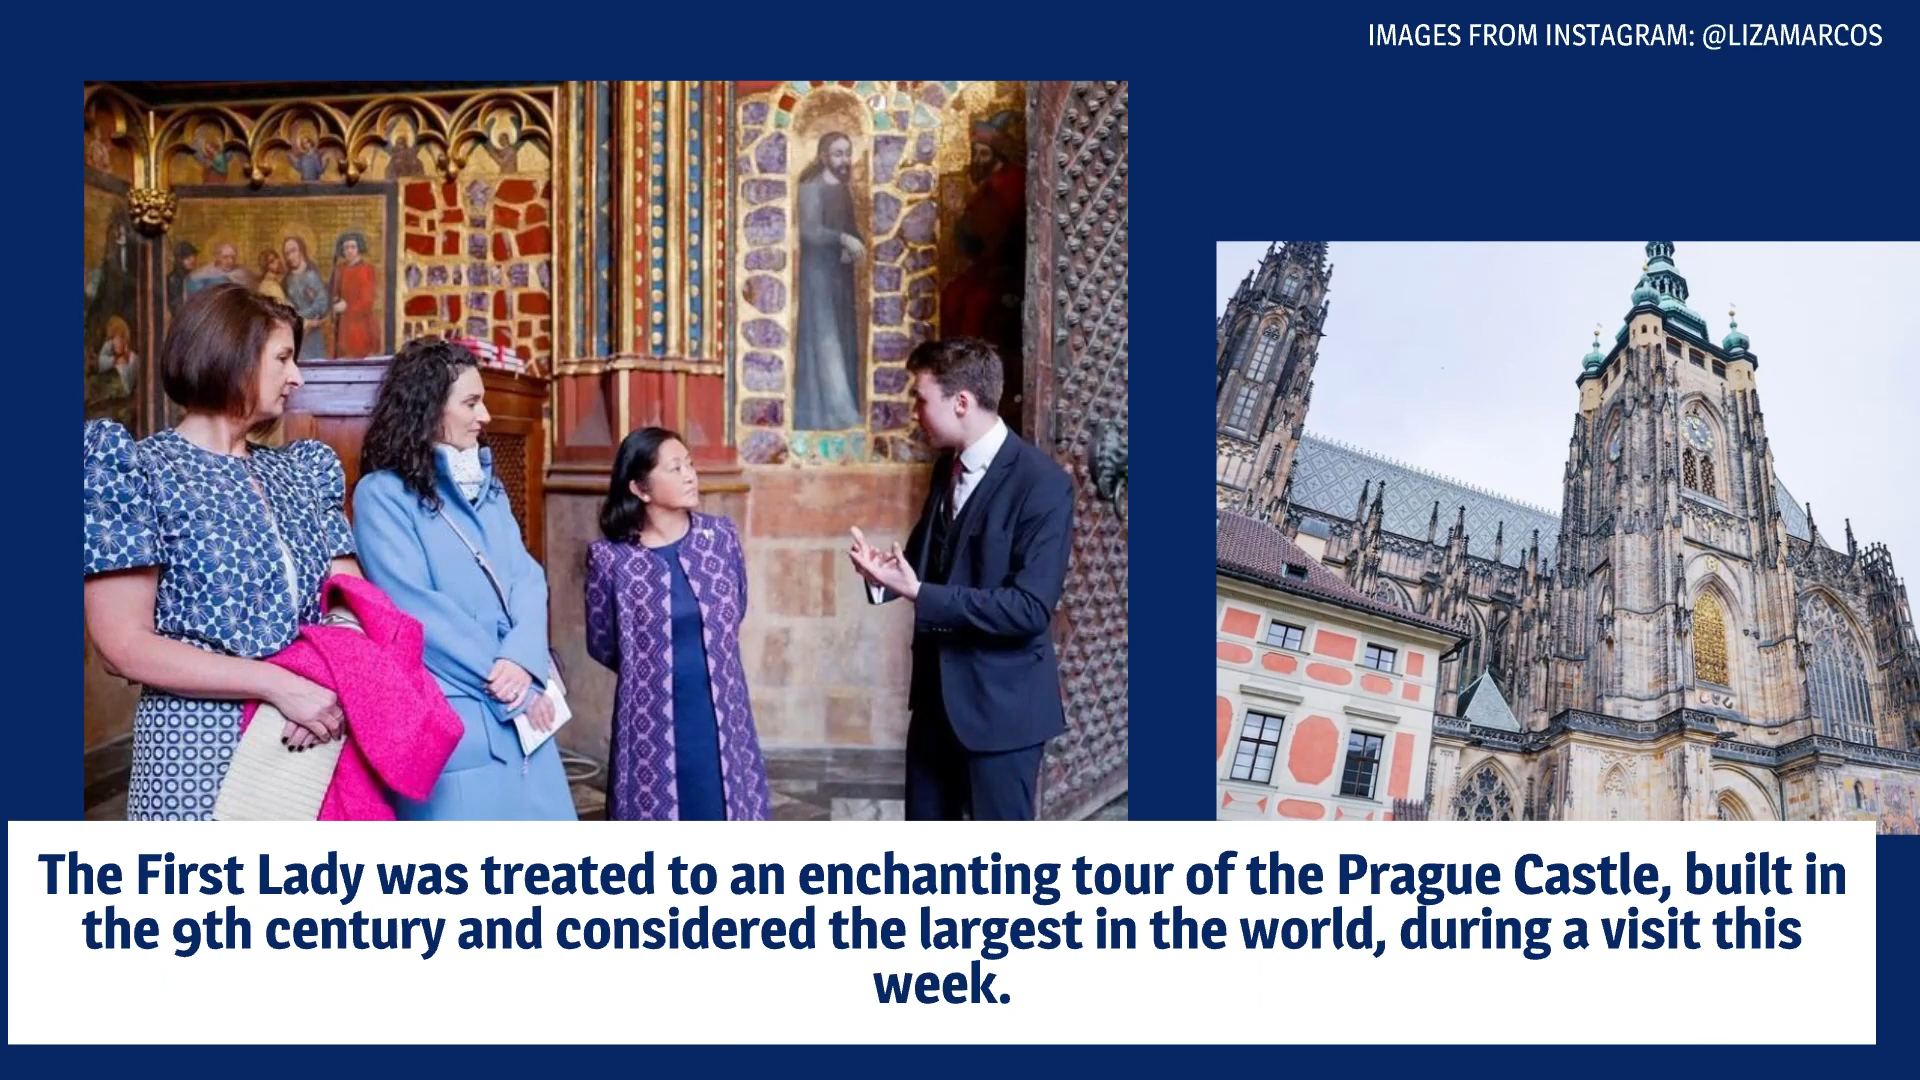 IMAGES FROM INSTAGRAM: @LIZAMARCOS
The First Lady was treated to an enchanting tour of the Prague Castle, built in
the 9th century and considered the largest in the world, during a visit this
week.